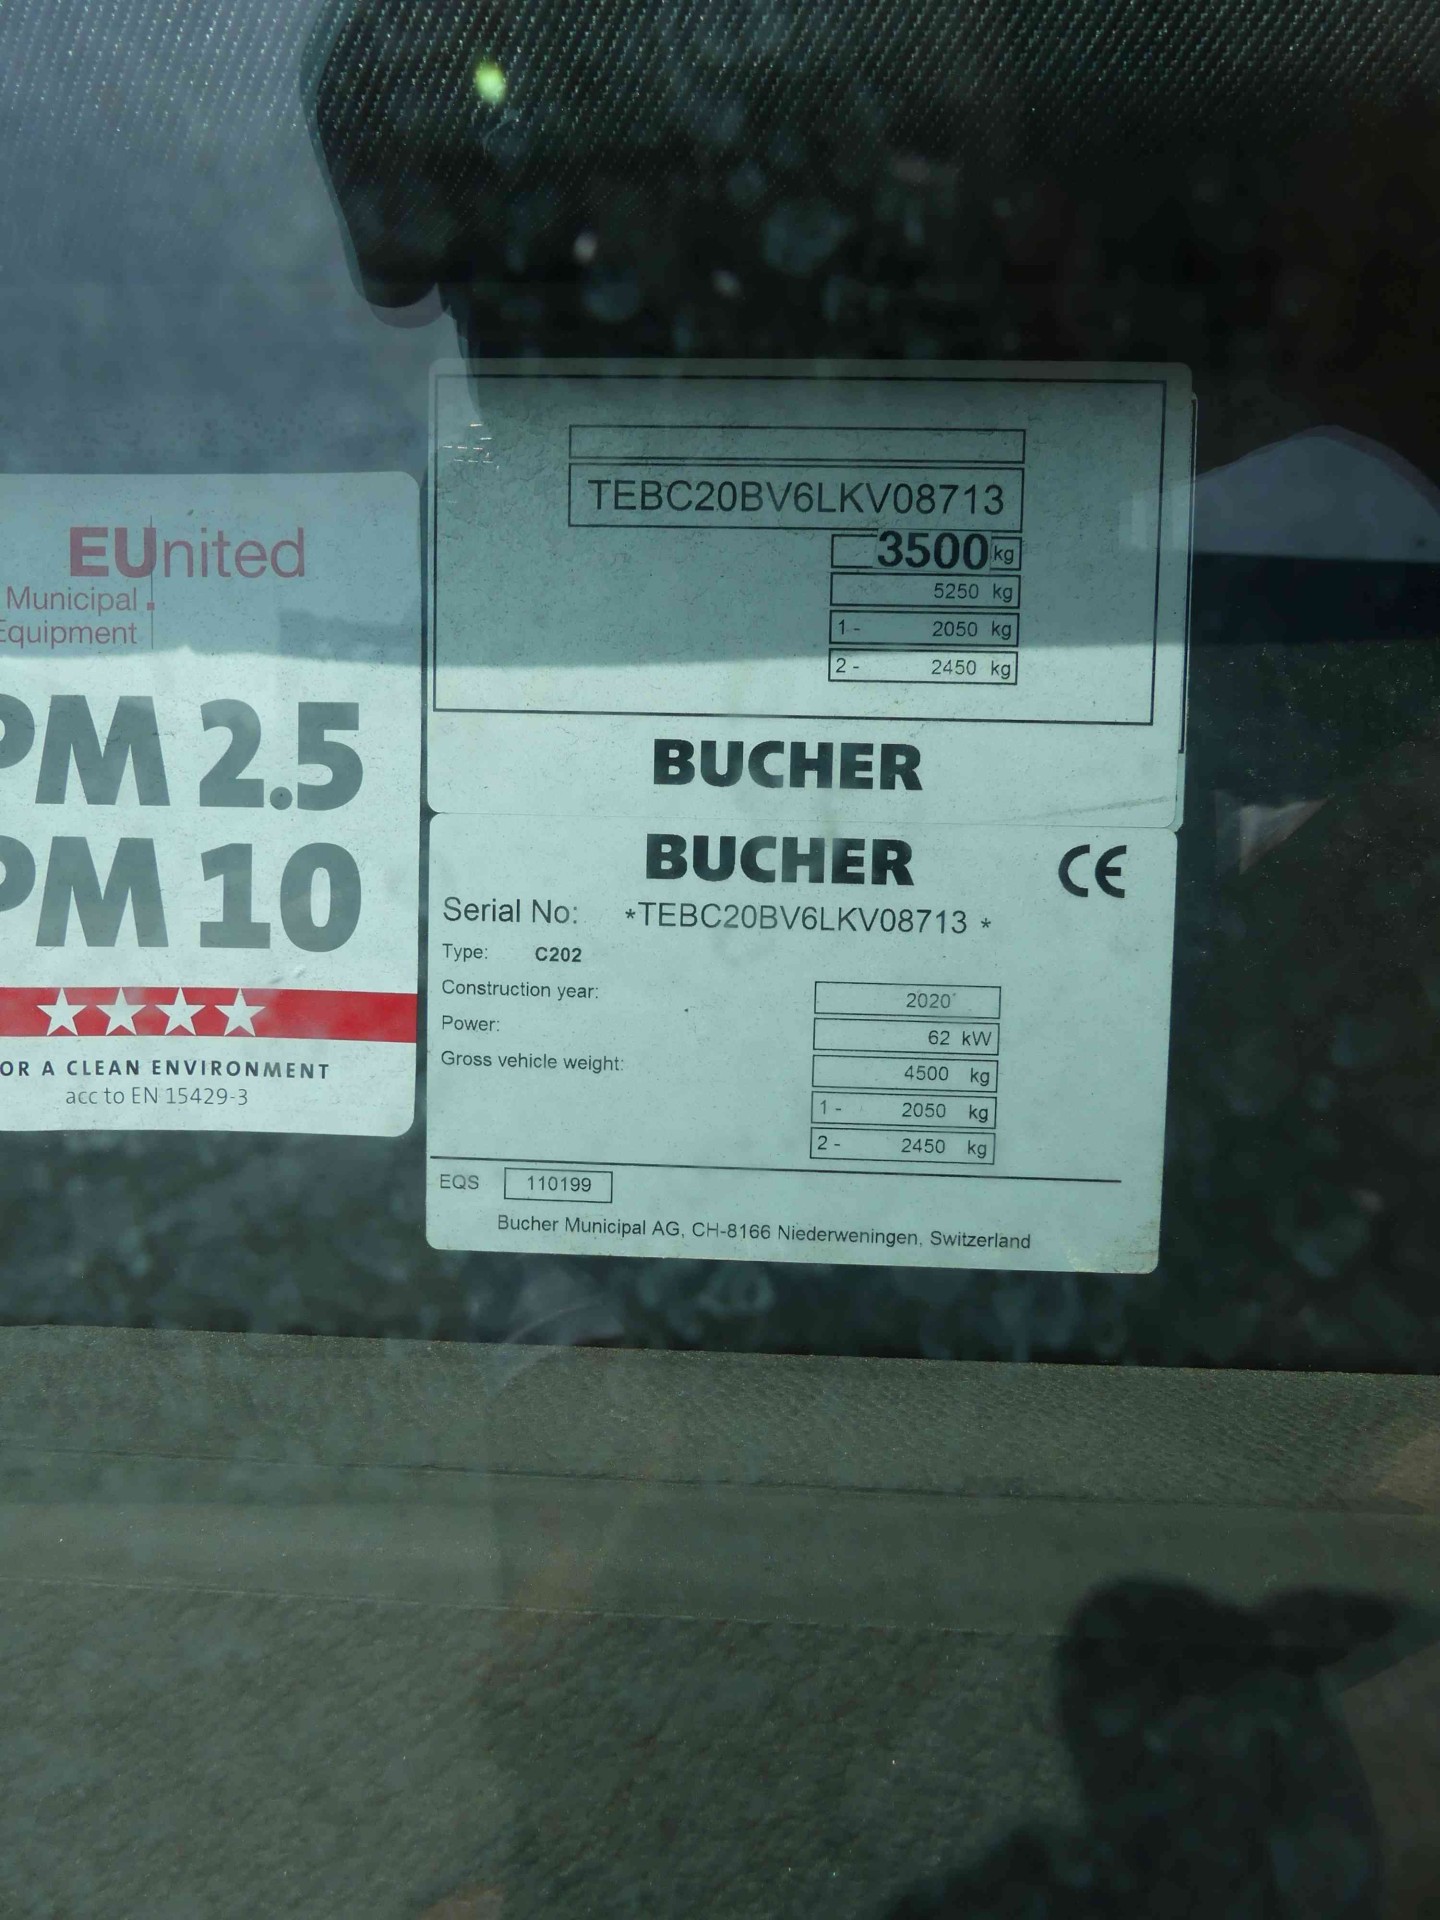 EUnited
Municipal
Equipment
PM 2.5
PM 10
OR A CLEAN ENVIRONMENT
acc to EN 15429-3
TEBC20BV6LKV08713
3500 kg
5250 kg
1 - 2050 kg
2 - 2450 kg
BUCHER
BUCHER CE
Serial No: *TEBC20BV6LKV08713 *
Type: C202
Construction year: 2020
Power: 62 kW
Gross vehicle weight: 4500 kg
1 - 2050 kg
2 - 2450 kg
EQS 110199
Bucher Municipal AG, CH-8166 Niederweningen, Switzerland